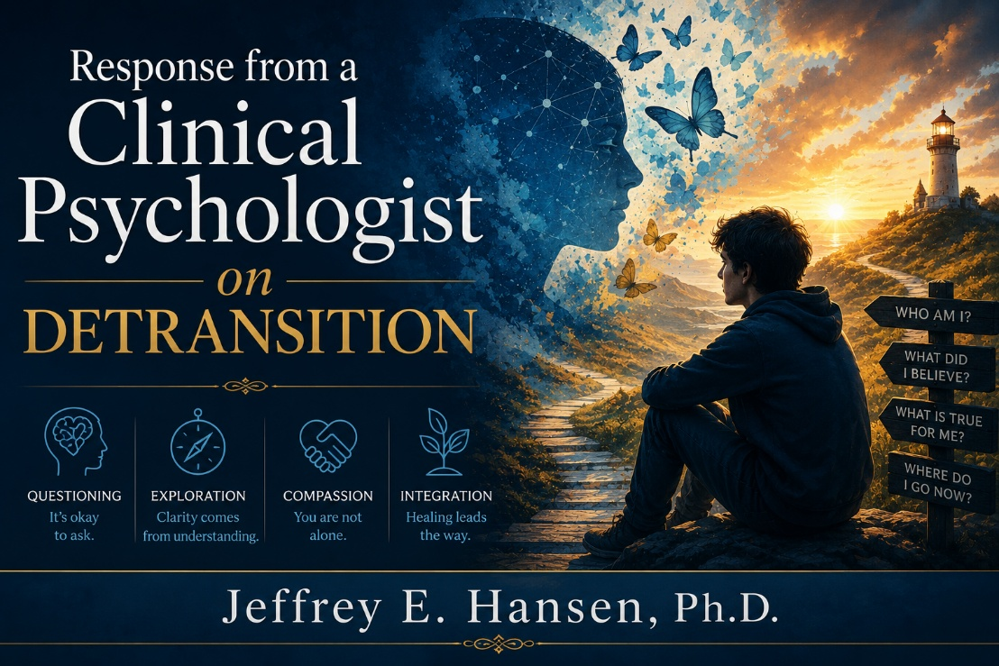 Response from a
Clinical
Psychologist
on
DETRANSITION
QUESTIONING
It's okay
to ask.
EXPLORATION
Clarity comes
from understanding.
COMPASSION
You are not
alone.
INTEGRATION
Healing leads
the way.
WHO AM I?
WHAT DID
I BELIEVE?
WHAT IS TRUE
FOR ME?
WHERE DO
I GO NOW?
Jeffrey E. Hansen, Ph.D.